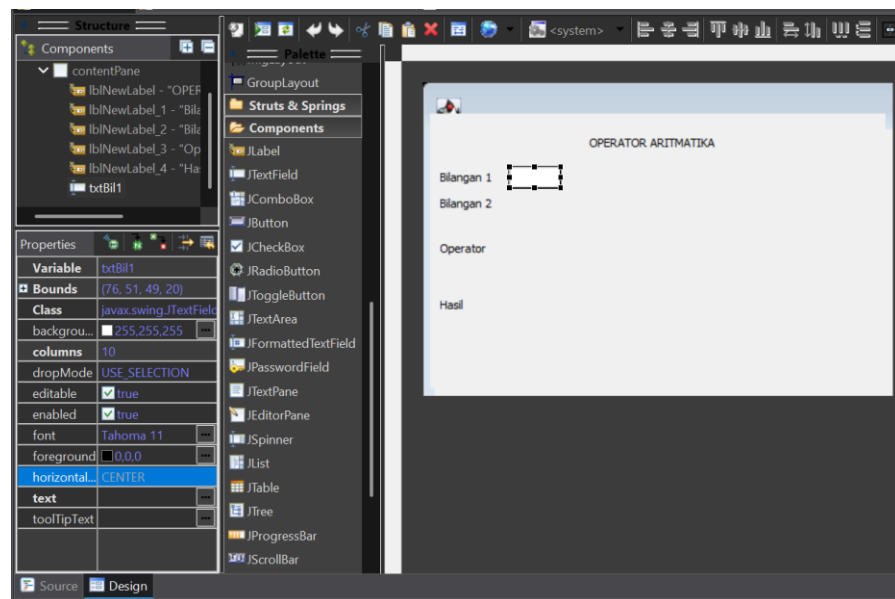 Structure
Components
contentPane
lblNewLabel - "OPER
lblNewLabel_1 - "Bila
lblNewLabel_2 - "Bila
lblNewLabel_3 - "Op
lblNewLabel_4 - "Ha
txtBil1
Properties
Variable txtBil1
Bounds (76, 51, 49, 20)
Class javax.swing.JTextField
backgrou... 255,255,255
columns 10
dropMode USE_SELECTION
editable true
enabled true
font Tahoma 11
foreground 0,0,0
horizontal... CENTER
text
toolTipText
Source Design
<system>
Palette
GroupLayout
Struts & Springs
Components
JLabel
JTextField
JComboBox
JButton
JCheckBox
JRadioButton
JToggleButton
JTextArea
JFormattedTextField
JPasswordField
JTextPane
JEditorPane
JSpinner
JList
JTable
JTree
JProgressBar
JScrollBar
OPERATOR ARITMATIKA
Bilangan 1
Bilangan 2
Operator
Hasil